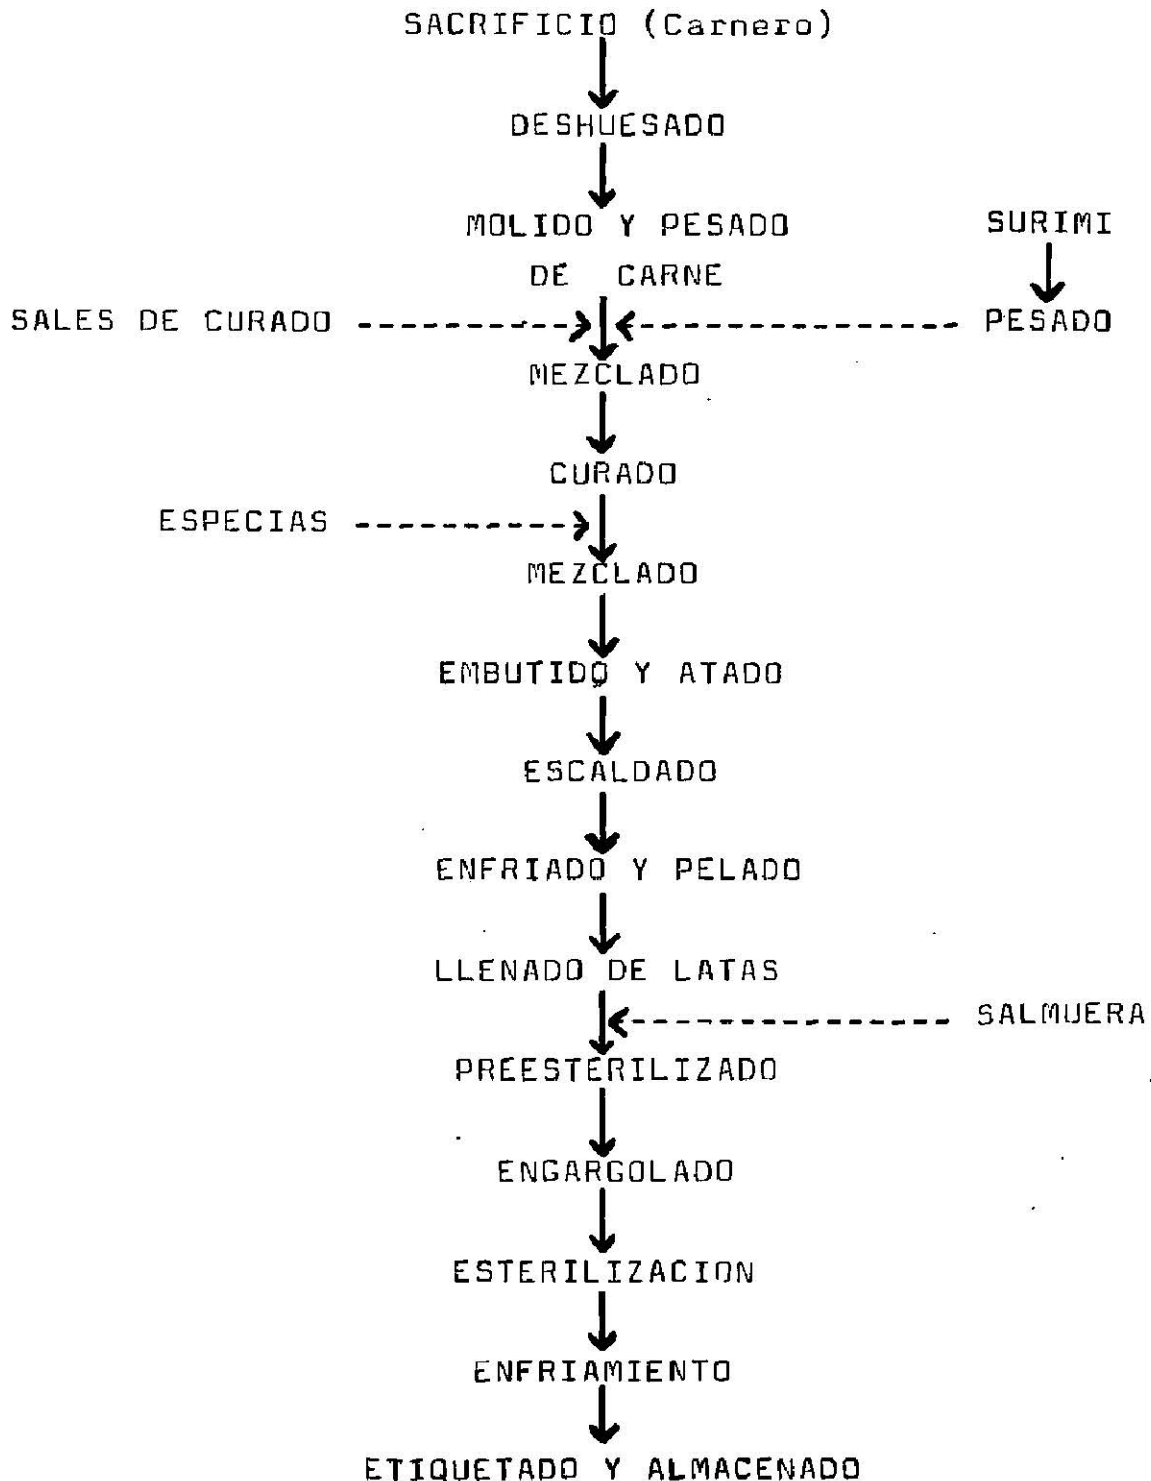 SACRIFICIO (Carnero)
DESHUESADO
MOLIDO Y PESADO SURIMI
DE CARNE
SALES DE CURADO PESADO
MEZCLADO
CURADO
ESPECIAS
MEZCLADO
EMBUTIDO Y ATADO
ESCALDADO
ENFRIADO Y PELADO
LLENADO DE LATAS
SALMUERA
PREESTERILIZADO
ENGARGOLADO
ESTERILIZACION
ENFRIAMIENTO
ETIQUETADO Y ALMACENADO